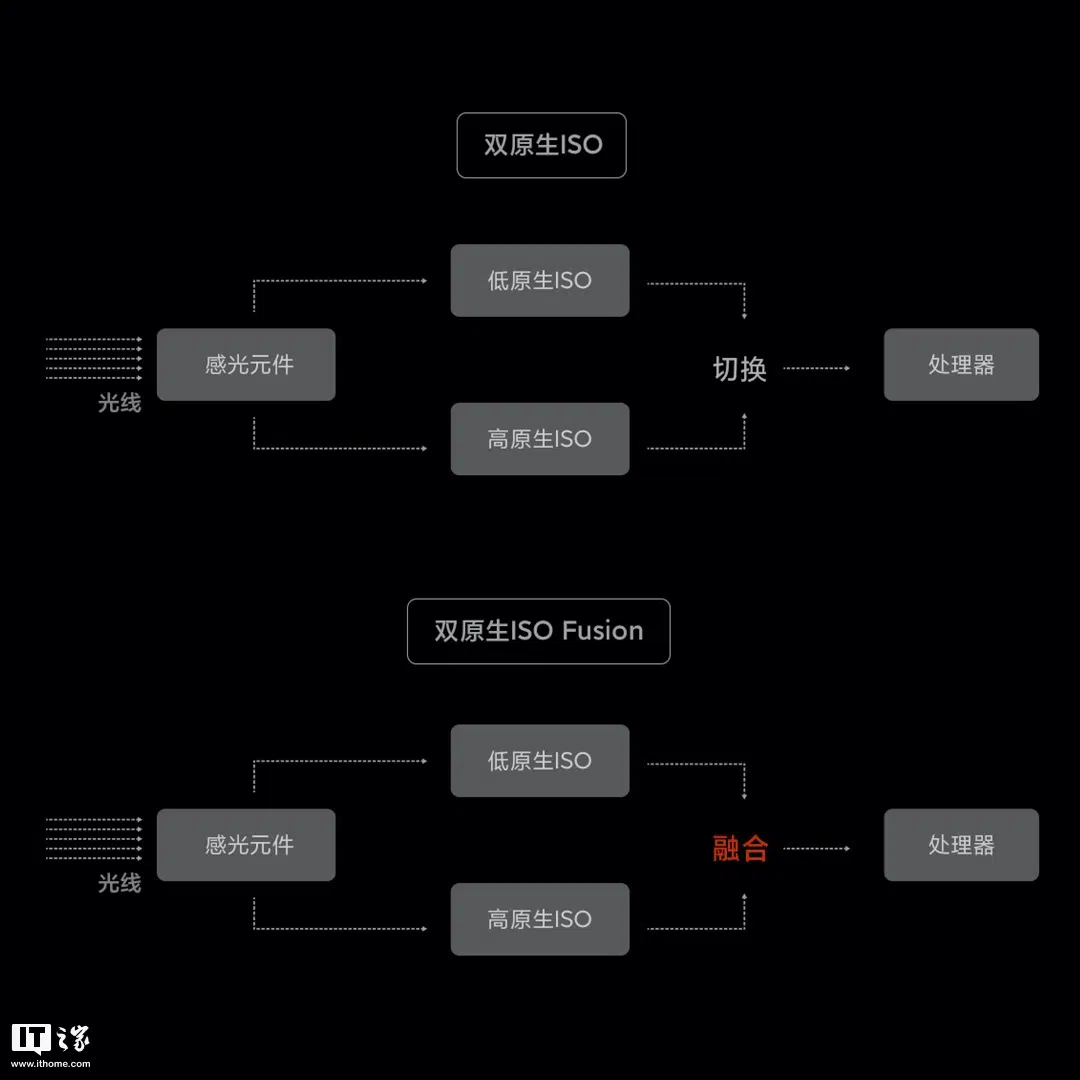 双原生ISO
低原生ISO
感光元件
光线
切换
处理器
高原生ISO
双原生ISO Fusion
低原生ISO
感光元件
光线
融合
处理器
高原生ISO
IT之家
www.ithome.com